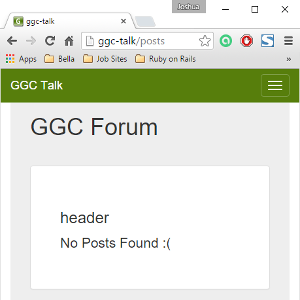 Joshua
ggc-talk
ggc-talk/posts
Apps Bella Job Sites Ruby on Rails
GGC Talk
GGC Forum
header
No Posts Found :(